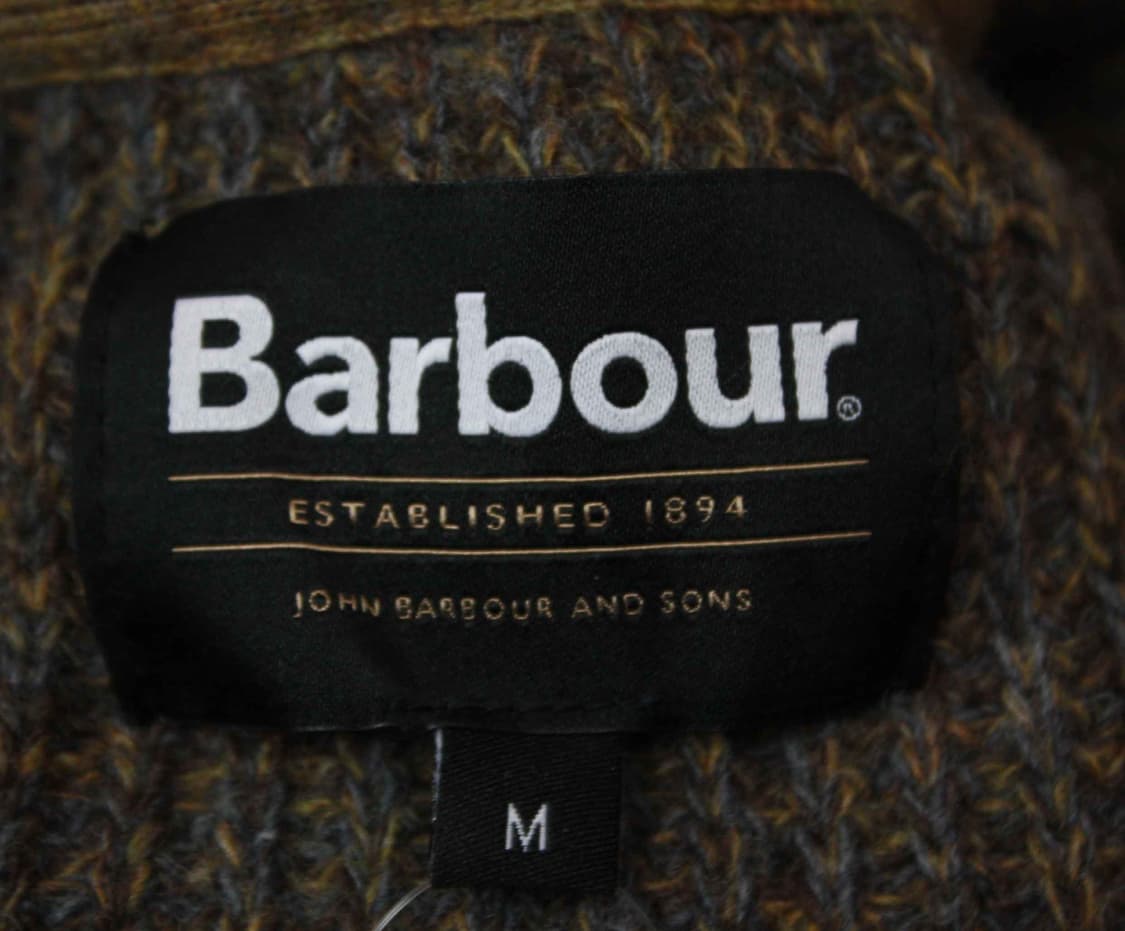 Barbour®
ESTABLISHED 1894
JOHN BARBOUR AND SONS
M